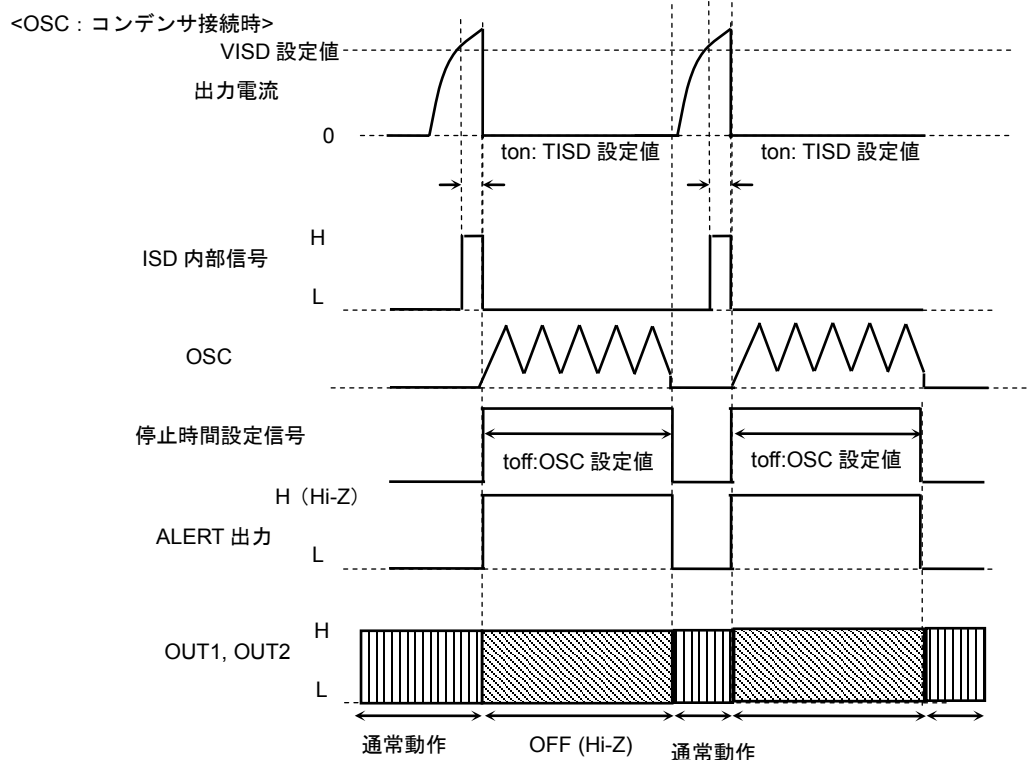 <OSC：コンデンサ接続時>
VISD 設定値
出力電流
0
ton: TISD 設定値
ton: TISD 設定値
H
ISD 内部信号
L
OSC
停止時間設定信号
toff:OSC 設定値
toff:OSC 設定値
H（Hi-Z）
ALERT 出力
L
H
OUT1, OUT2
L
通常動作
OFF (Hi-Z)
通常動作